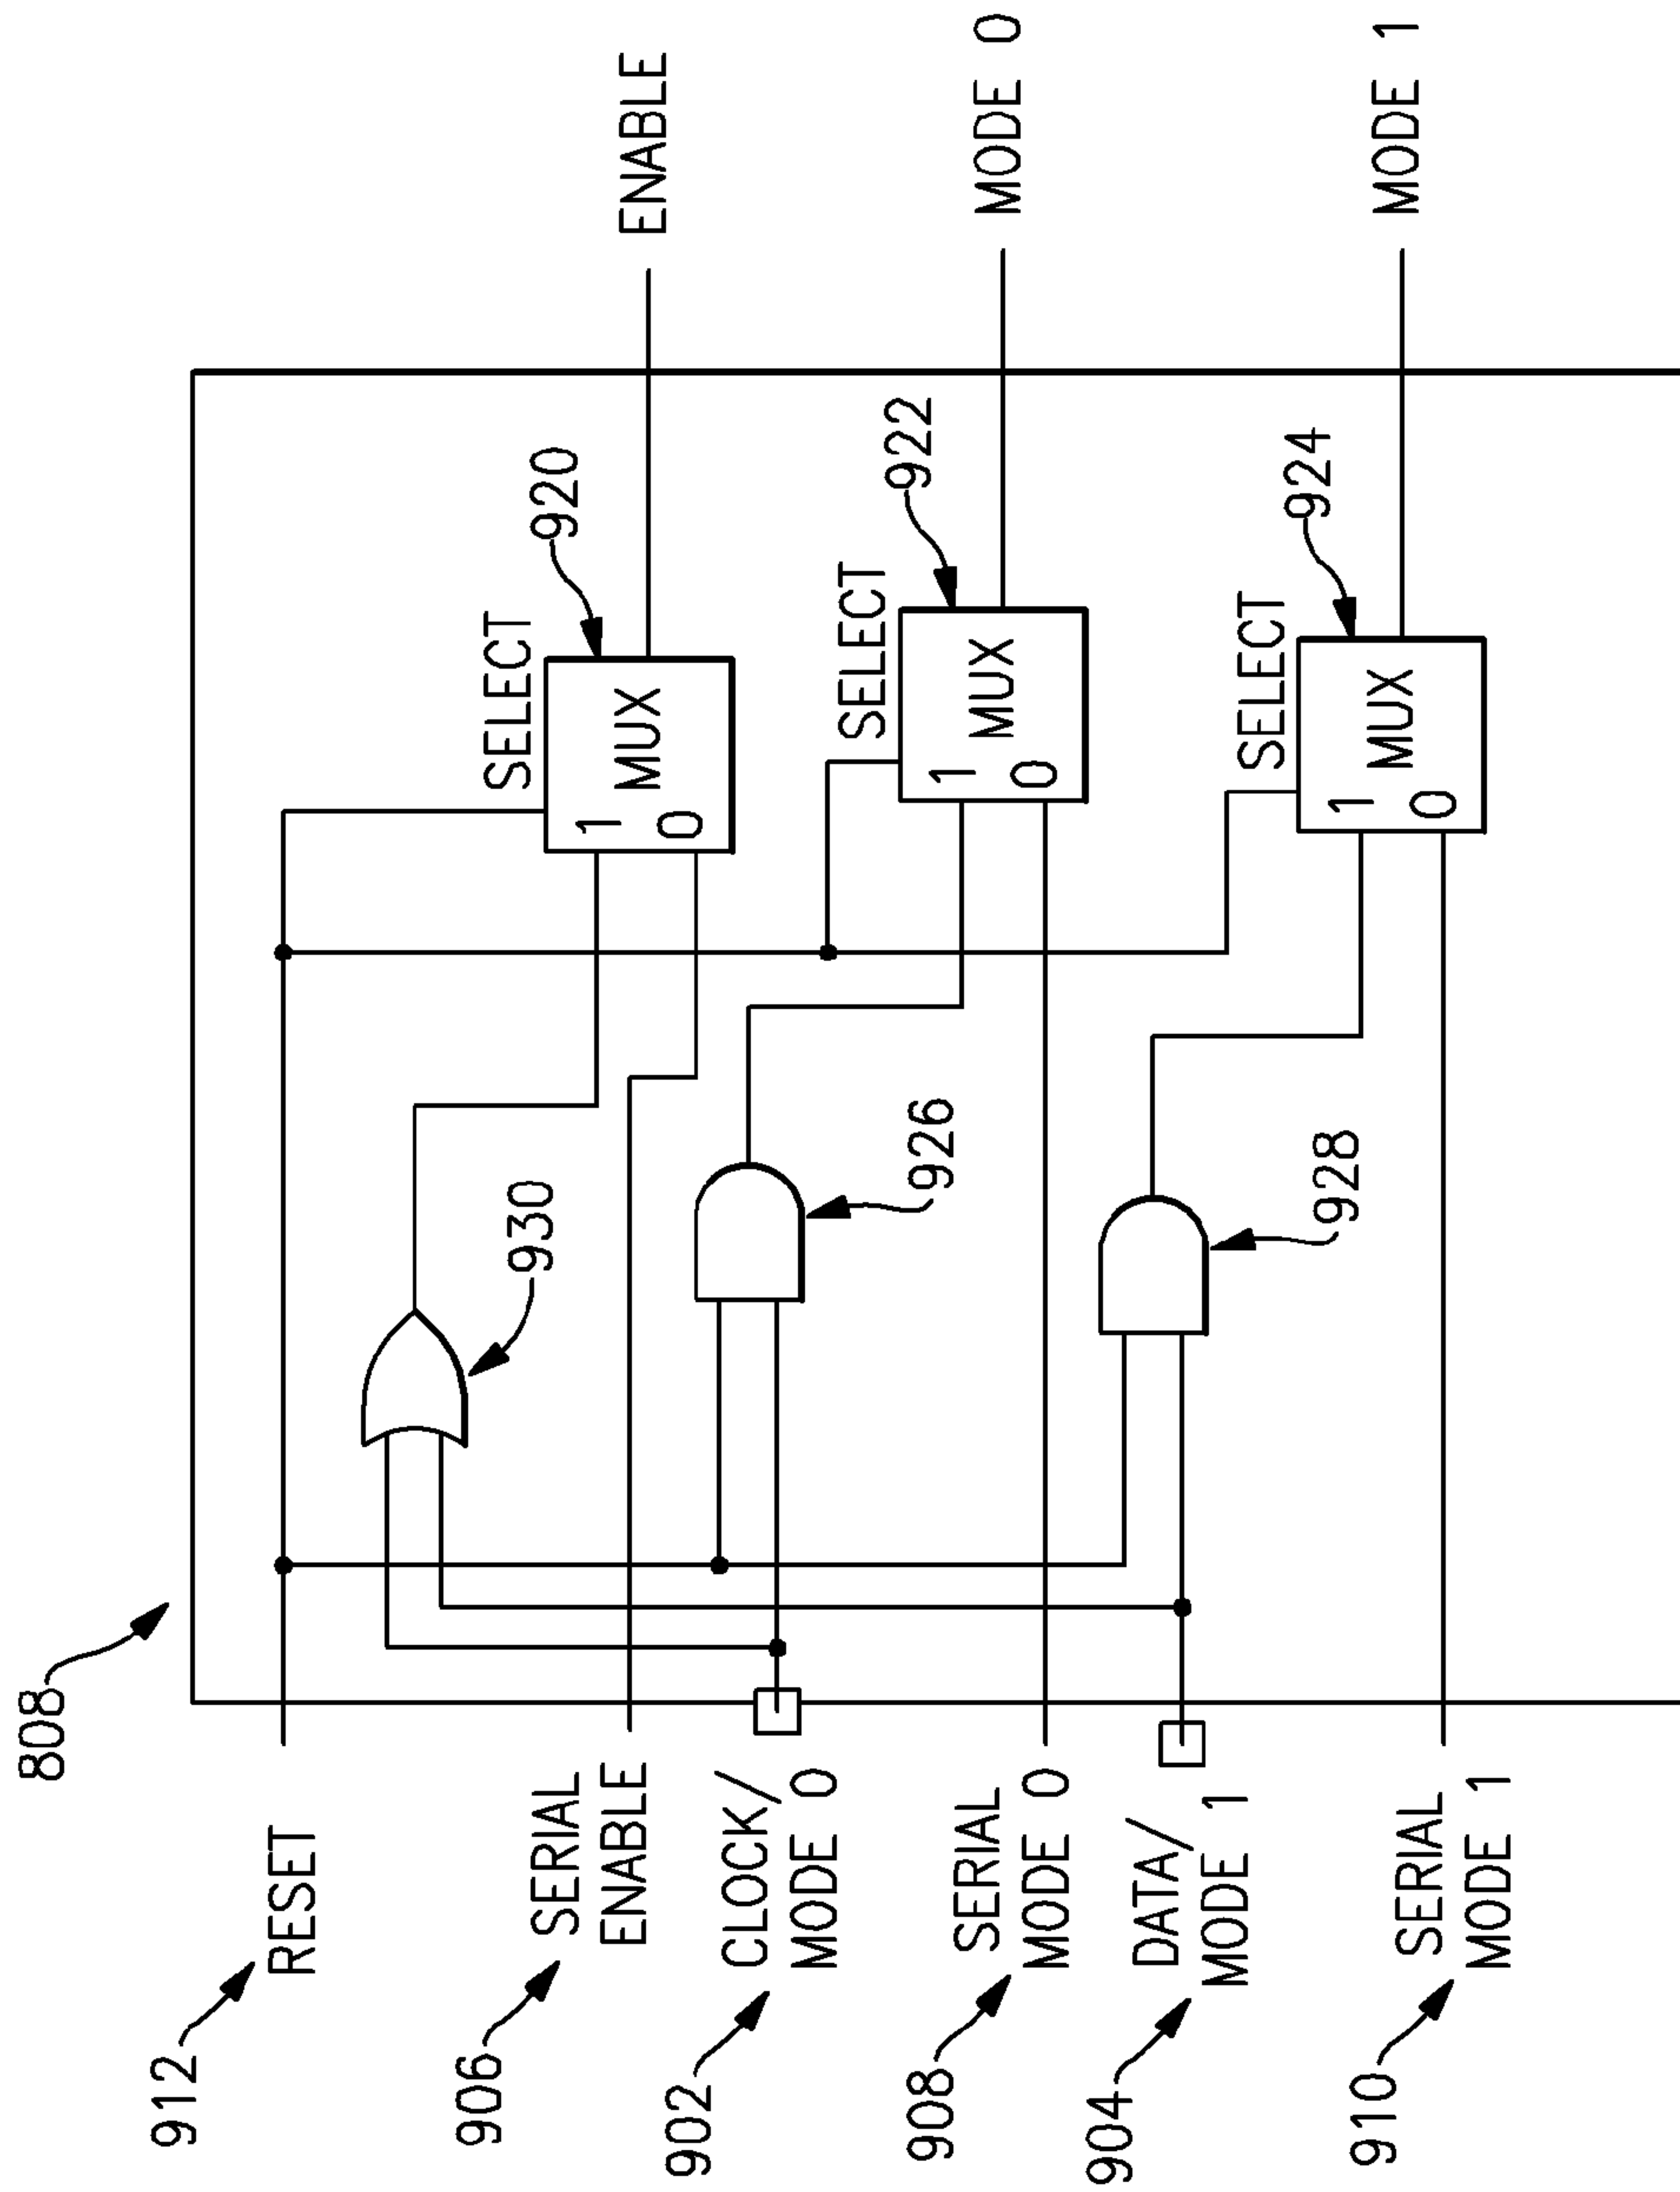 808
912
RESET
906
SERIAL
ENABLE
902
CLOCK/
MODE 0
908
SERIAL
MODE 0
904
DATA/
MODE 1
910
SERIAL
MODE 1
930
926
928
SELECT
920
1
MUX
0
ENABLE
SELECT
922
1
MUX
0
MODE 0
SELECT
924
1
MUX
0
MODE 1